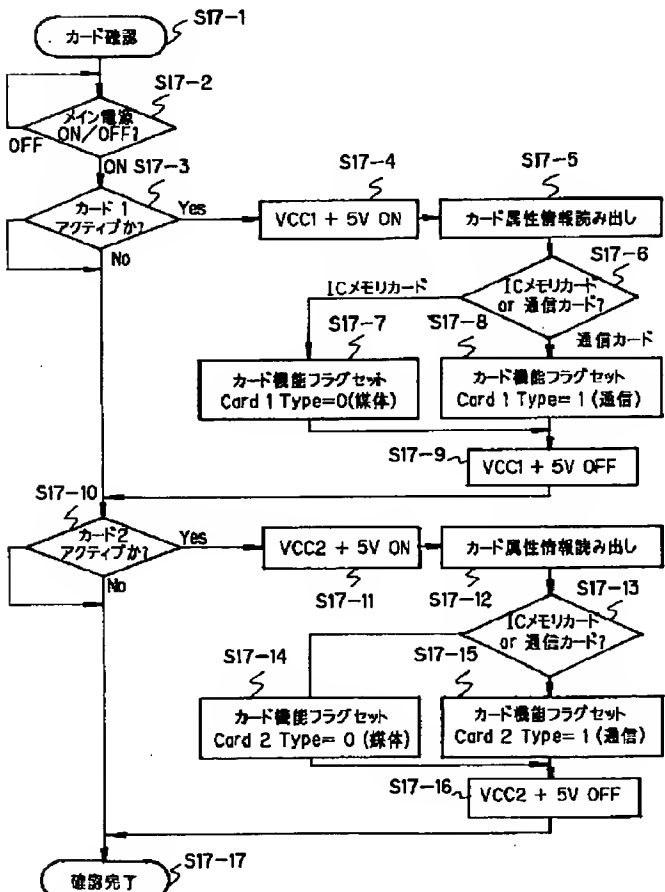 カード確認
S17-1
S17-2
メイン電源
ON/OFF?
OFF
ON
S17-3
カード1
アクティブか?
Yes
No
S17-4
VCC1 + 5V ON
S17-5
カード属性情報読み出し
S17-6
ICメモリカード
or 通信カード?
ICメモリカード
通信カード
S17-7
カード機能フラグセット
Card 1 Type=0(媒体)
S17-8
カード機能フラグセット
Card 1 Type=1(通信)
S17-9
VCC1 + 5V OFF
S17-10
カード2
アクティブか?
Yes
No
VCC2 + 5V ON
S17-11
カード属性情報読み出し
S17-12
S17-13
ICメモリカード
or 通信カード?
S17-14
カード機能フラグセット
Card 2 Type= 0(媒体)
S17-15
カード機能フラグセット
Card 2 Type=1(通信)
S17-16
VCC2 + 5V OFF
S17-17
確認完了